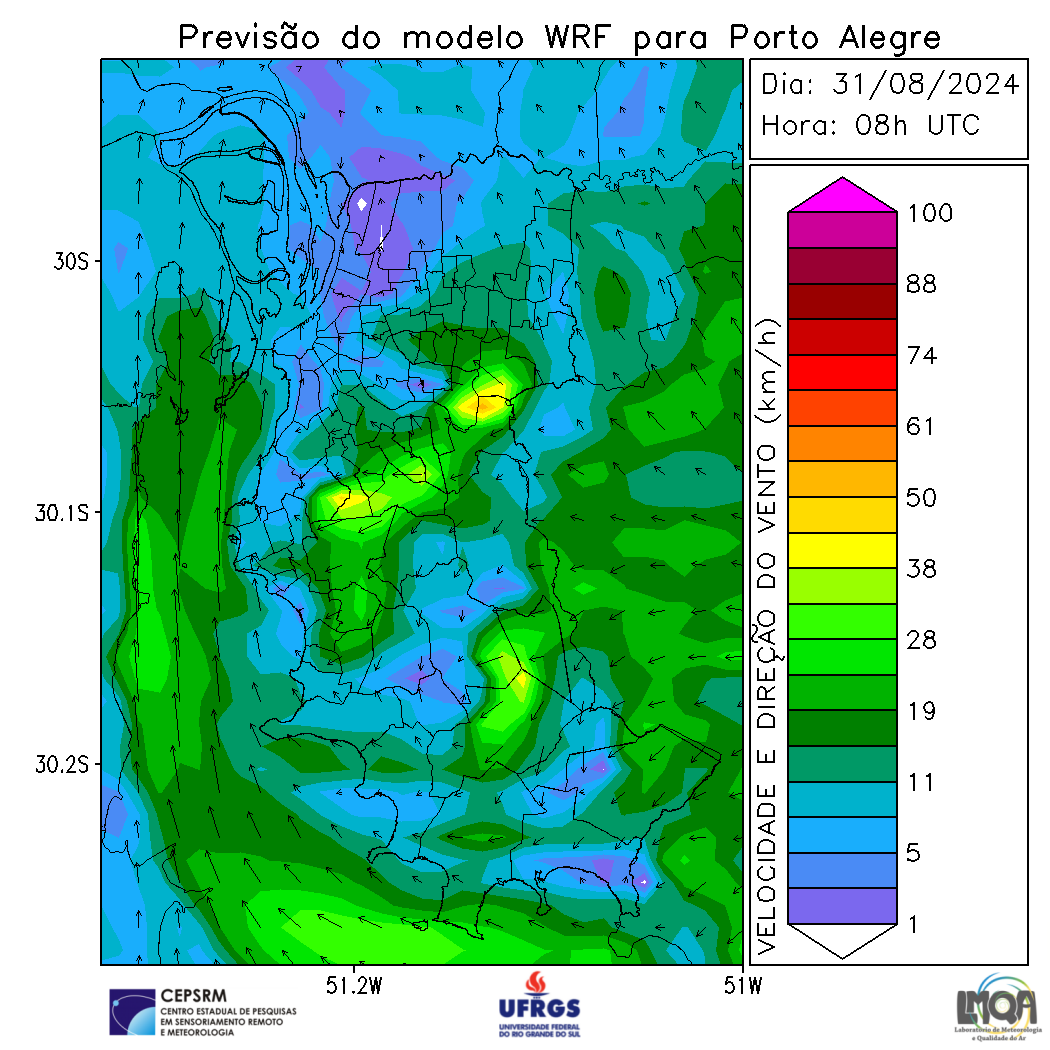 Previsão do modelo WRF para Porto Alegre
Dia: 31/08/2024
Hora: 08h UTC
30S
30.1S
30.2S
51.2W
51W
VELOCIDADE E DIREÇÃO DO VENTO (km/h)
100
88
74
61
50
38
28
19
11
5
1
CEPSRM
CENTRO ESTADUAL DE PESQUISAS
EM SENSORIAMENTO REMOTO
E METEOROLOGIA
UFRGS
UNIVERSIDADE FEDERAL
DO RIO GRANDE DO SUL
LMQA
Laboratório de Meteorologia
e Qualidade do Ar